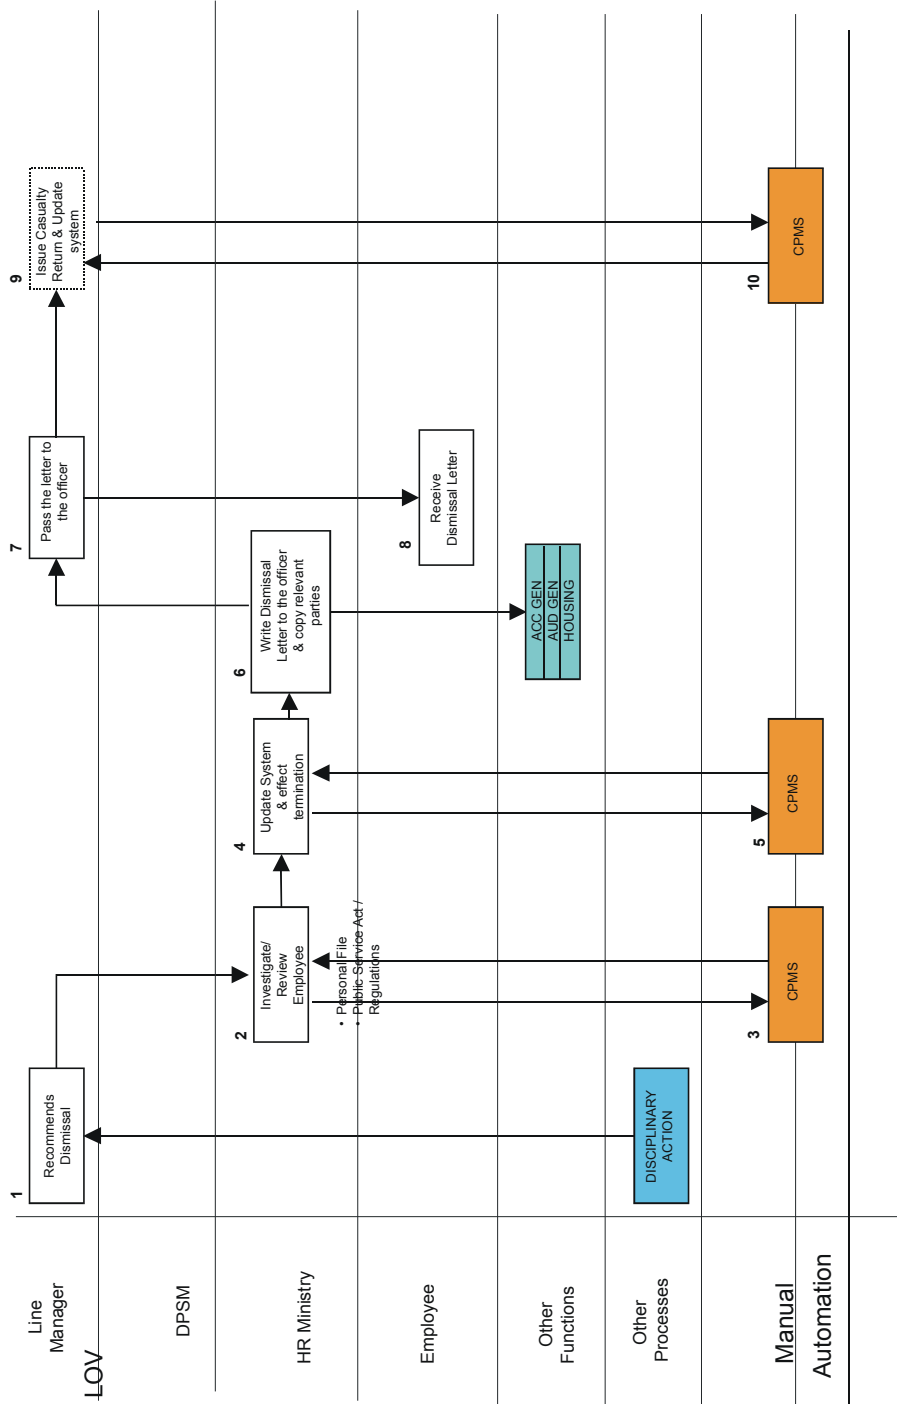 Line
Manager
LOV
DPSM
HR Ministry
Employee
Other
Functions
Other
Processes
Manual
Automation
1
Recommends
Dismissal
DISCIPLINARY
ACTION
2
Investigate/
Review
Employee
• Personal File
• Public Service Act /
Regulations
3
CPMS
4
Update System
& effect
termination
5
CPMS
6
Write Dismissal
Letter to the officer
& copy relevant
parties
ACC GEN
AUD GEN
HOUSING
7
Pass the letter to
the officer
8
Receive
Dismissal Letter
9
Issue Casualty
Return & Update
system
10
CPMS